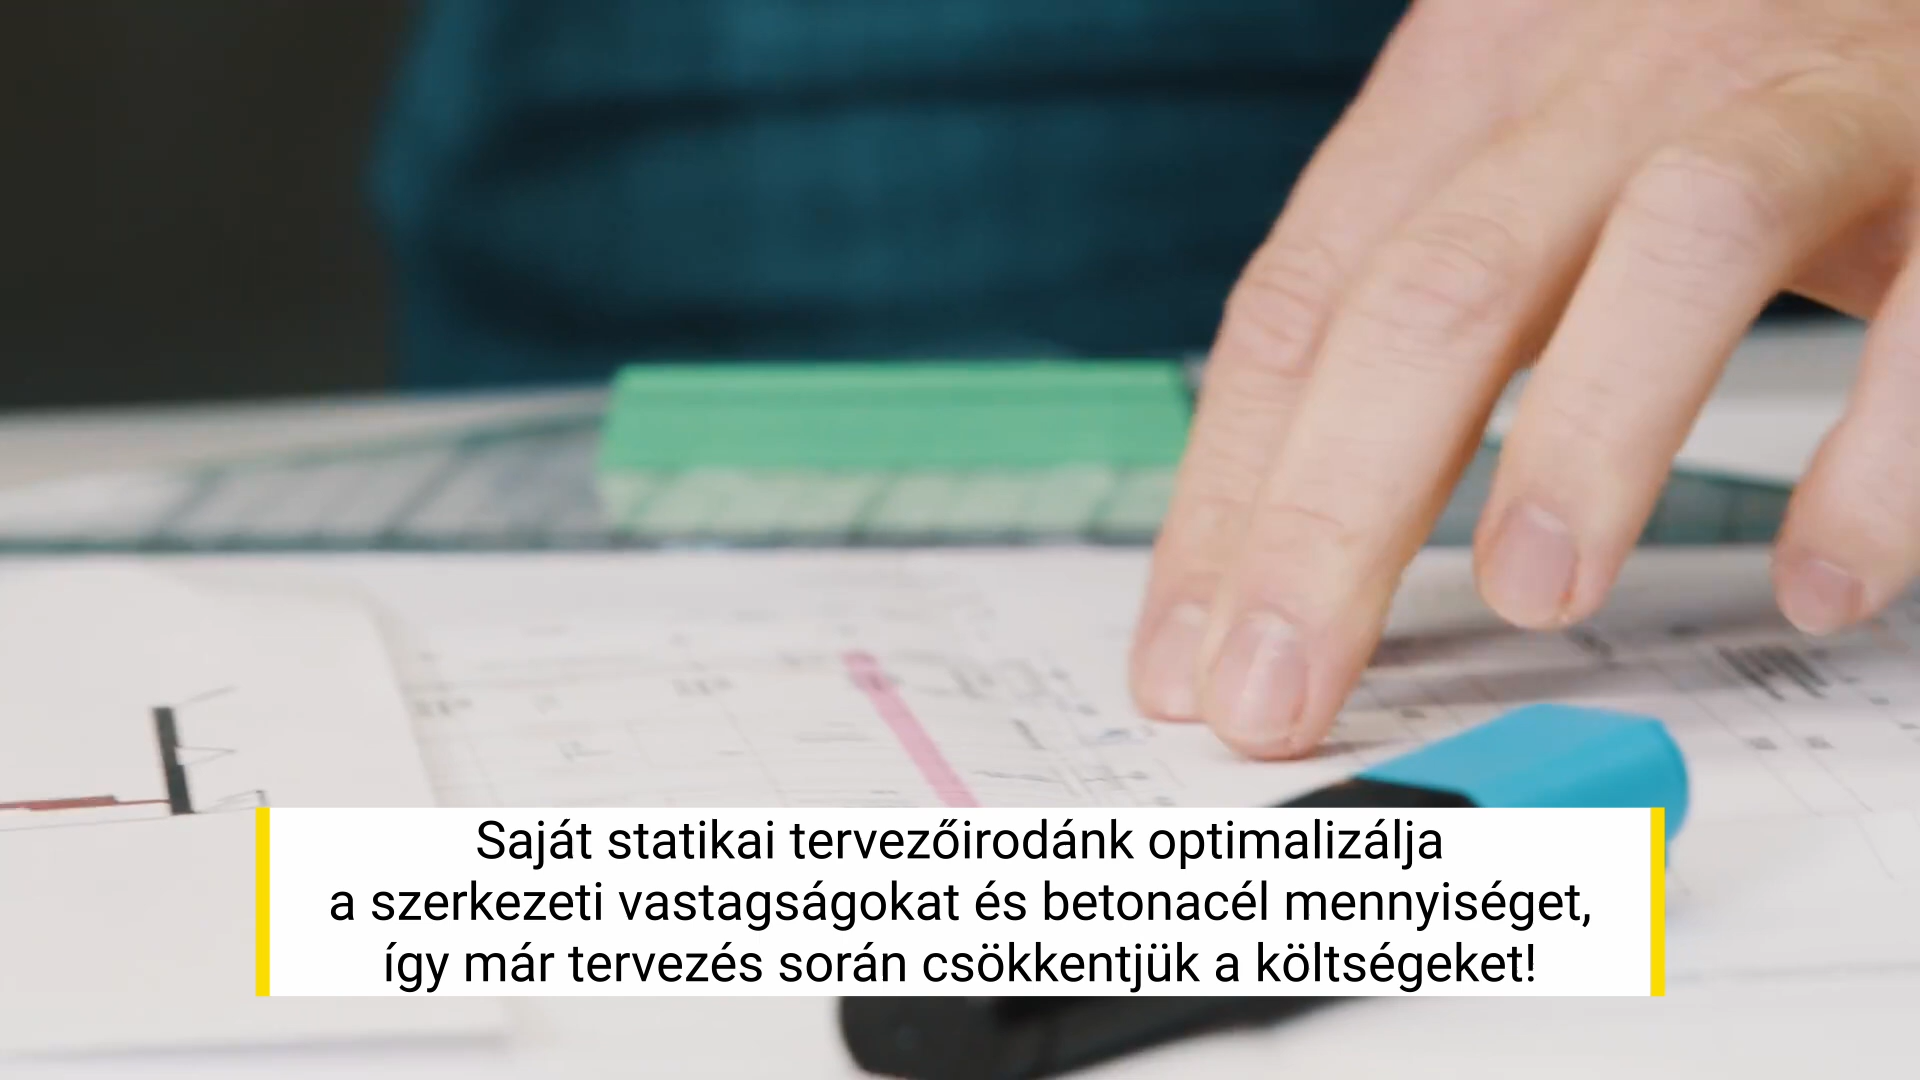 Saját statikai tervezőirodánk optimalizálja
a szerkezeti vastagságokat és betonacél mennyiséget,
így már tervezés során csökkentjük a költségeket!